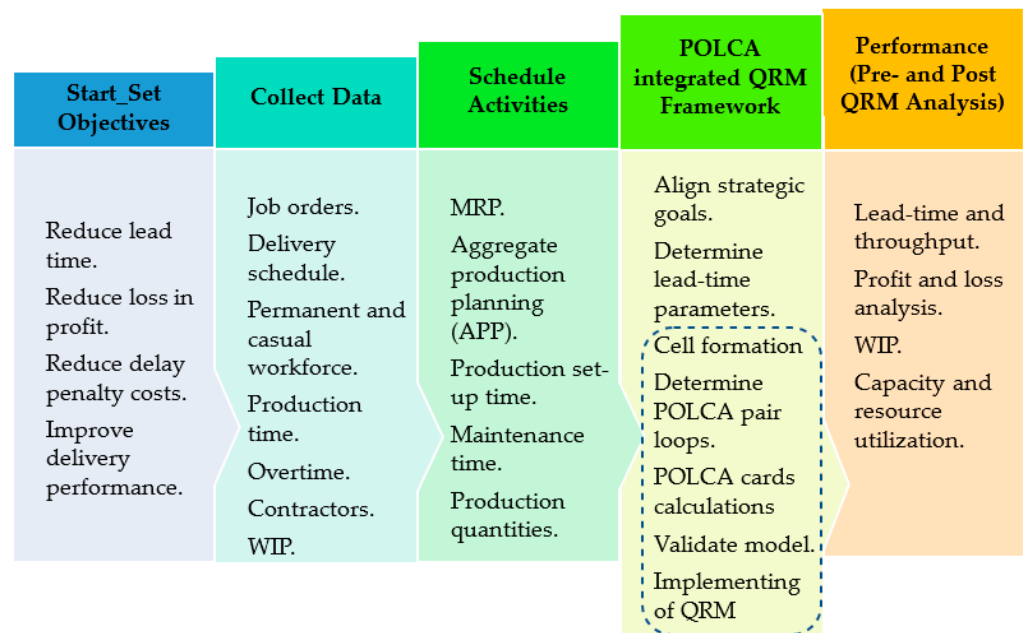 Start_Set
Objectives
Reduce lead
time.
Reduce loss in
profit.
Reduce delay
penalty costs.
Improve
delivery
performance.
Collect Data
Job orders.
Delivery
schedule.
Permanent and
casual
workforce.
Production
time.
Overtime.
Contractors.
WIP.
Schedule
Activities
MRP.
Aggregate
production
planning
(APP).
Production set-
up time.
Maintenance
time.
Production
quantities.
POLCA
integrated QRM
Framework
Align strategic
goals.
Determine
lead-time
parameters.
Cell formation
Determine
POLCA pair
loops.
POLCA cards
calculations
Validate model.
Implementing
of QRM
Performance
(Pre- and Post
QRM Analysis)
Lead-time and
throughput.
Profit and loss
analysis.
WIP.
Capacity and
resource
utilization.